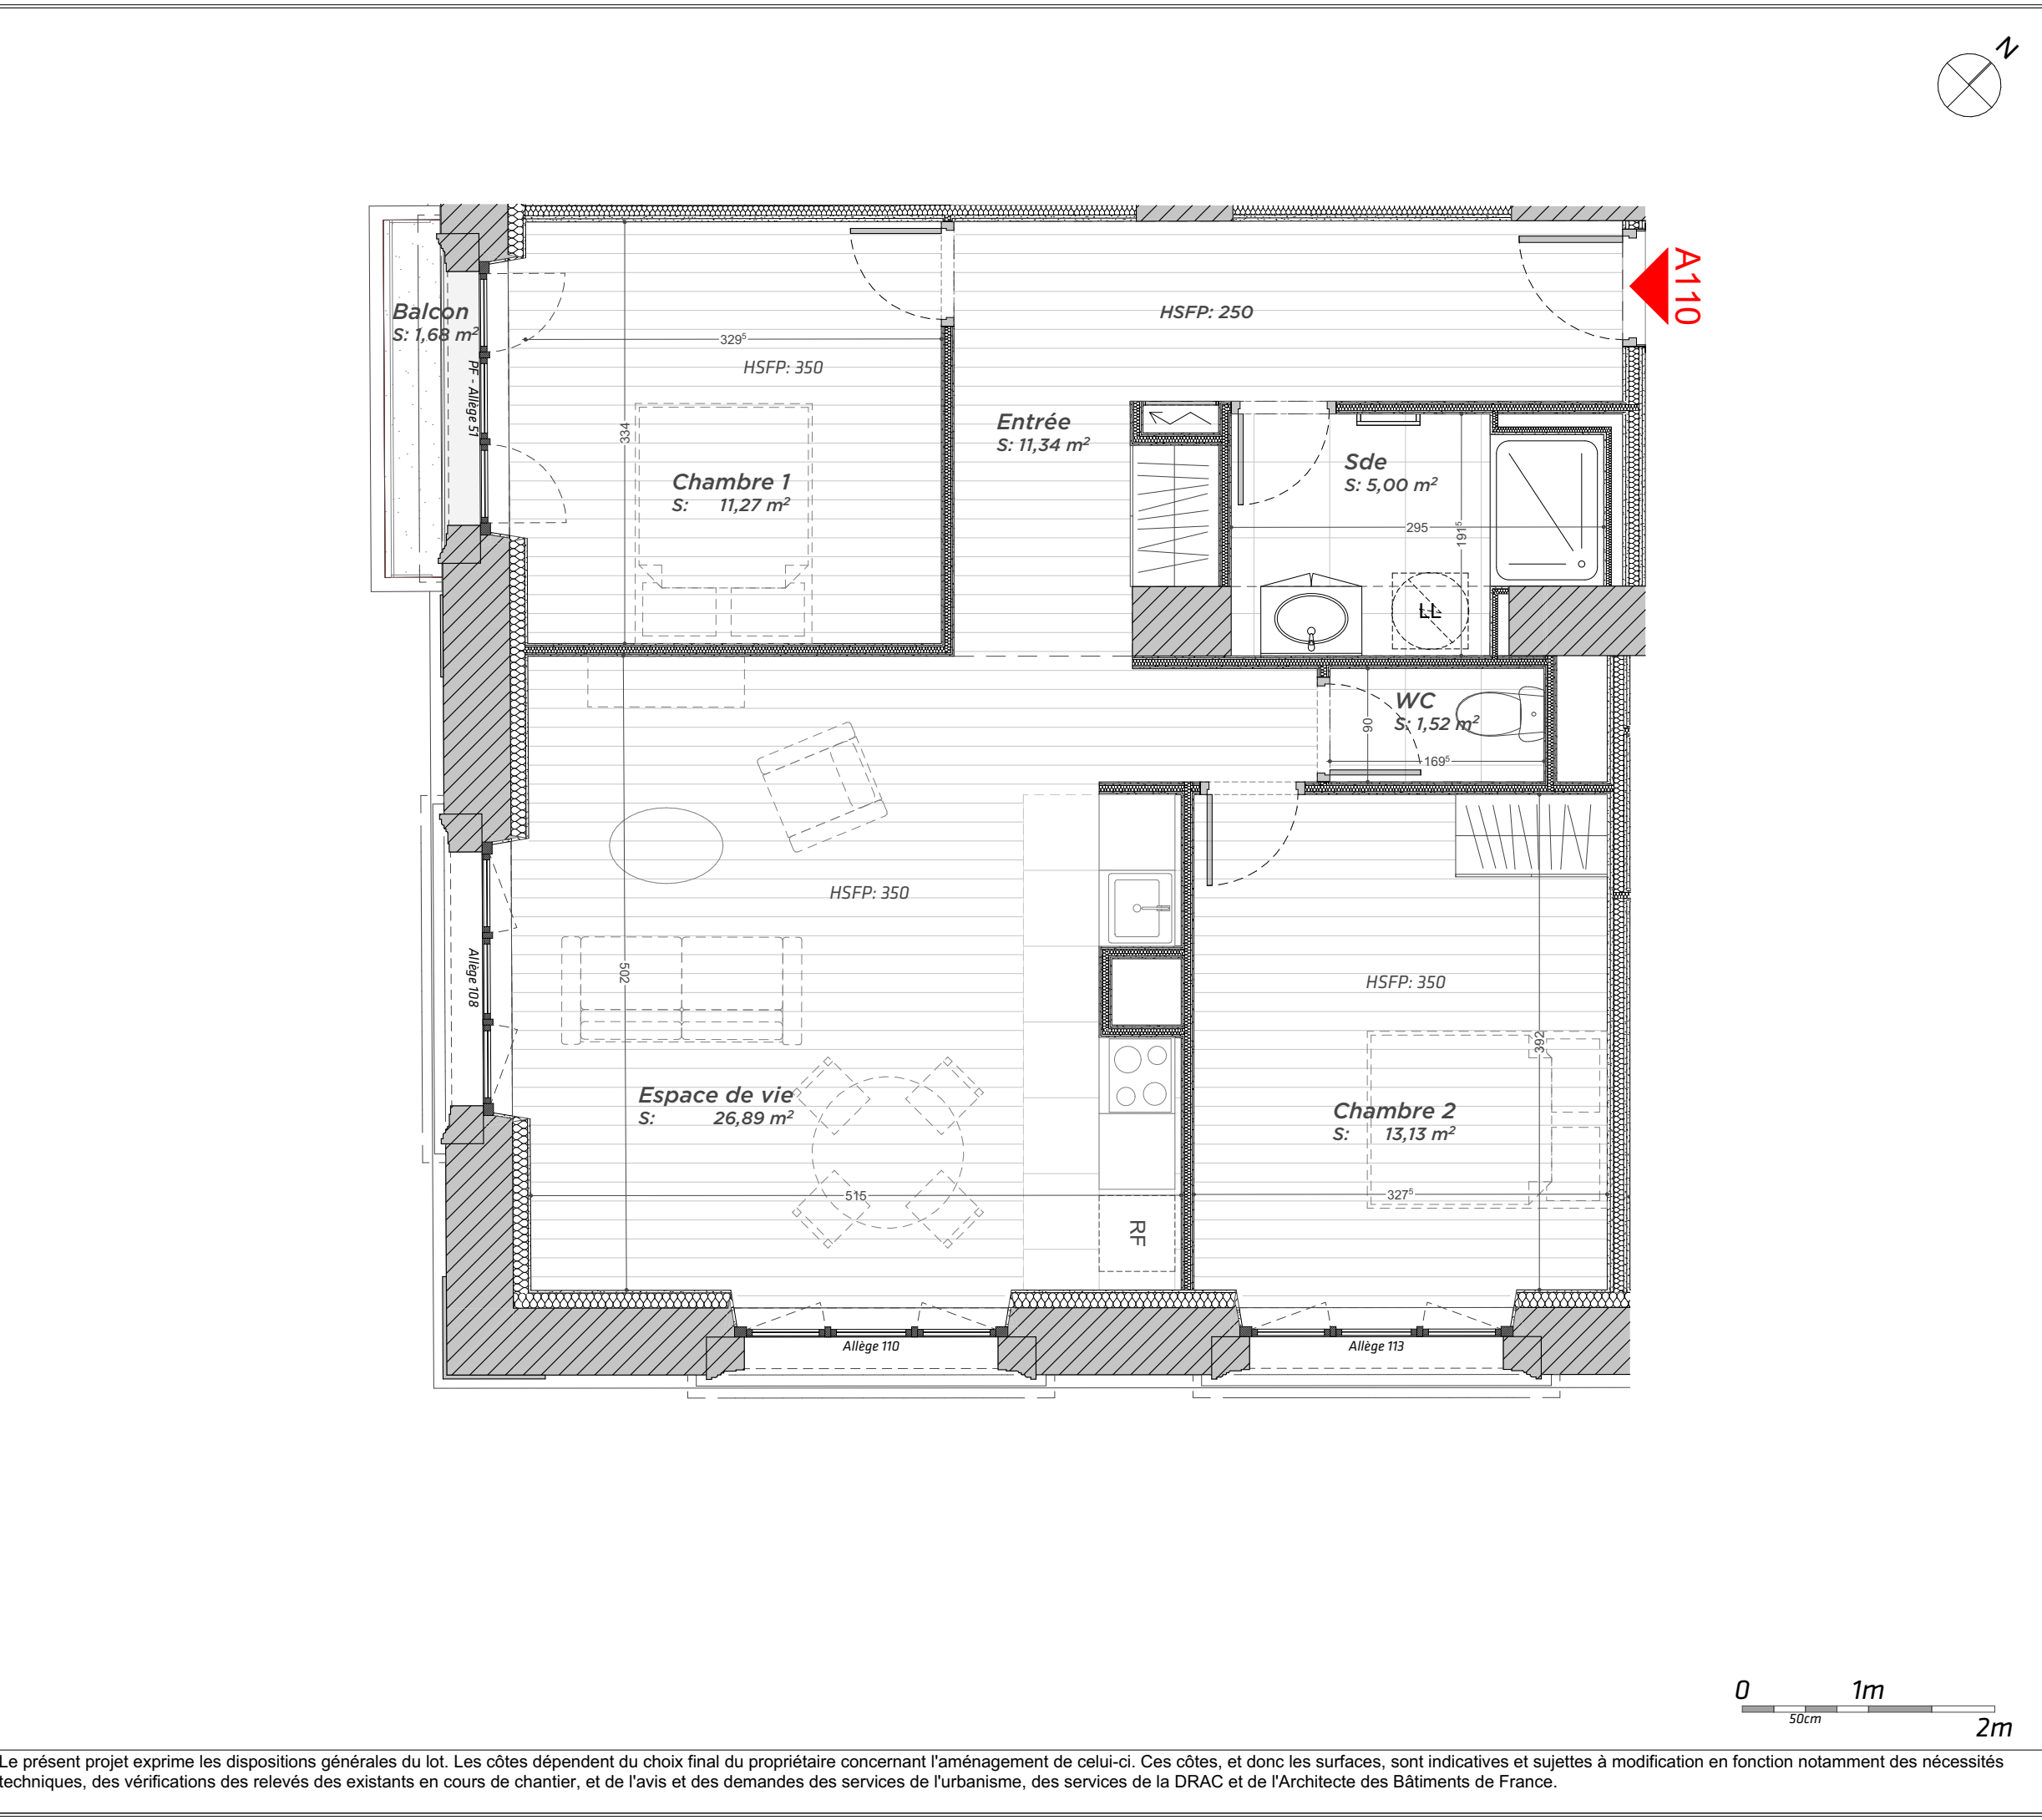 N
A110
HSFP: 250
Balcon
S: 1,68 m²
PF - Allège 51
329⁵
HSFP: 350
334
Chambre 1
S: 11,27 m²
Entrée
S: 11,34 m²
Sde
S: 5,00 m²
295
191⁵
LL
WC
S: 1,52 m²
90
169⁵
HSFP: 350
Allège 108
502
Espace de vie
S: 26,89 m²
515
RF
HSFP: 350
392
Chambre 2
S: 13,13 m²
327⁵
Allège 110
Allège 113
0 1m
50cm
2m
Le présent projet exprime les dispositions générales du lot. Les côtes dépendent du choix final du propriétaire concernant l'aménagement de celui-ci. Ces côtes, et donc les surfaces, sont indicatives et sujettes à modification en fonction notamment des nécessités
techniques, des vérifications des relevés des existants en cours de chantier, et de l'avis et des demandes des services de l'urbanisme, des services de la DRAC et de l'Architecte des Bâtiments de France.